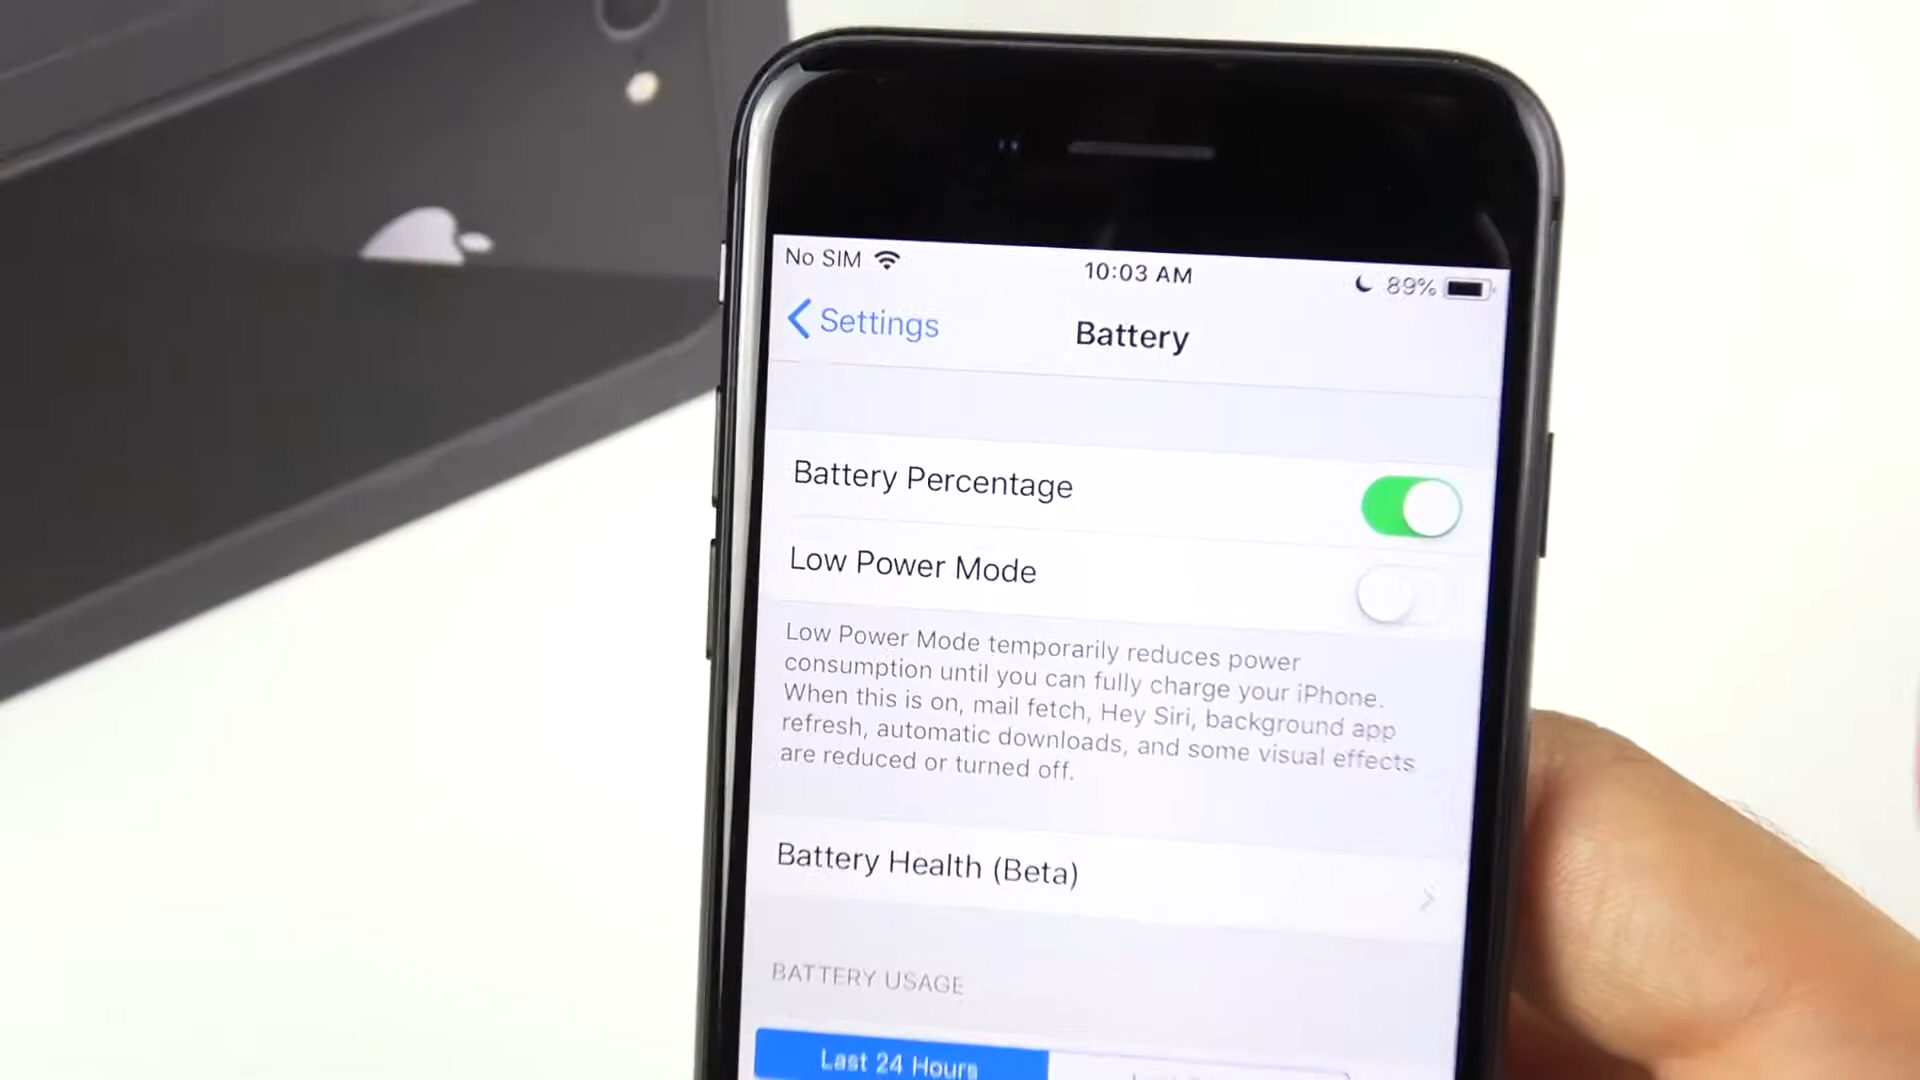 No SIM
10:03 AM
89%
Settings
Battery
Battery Percentage
Low Power Mode
Low Power Mode temporarily reduces power
consumption until you can fully charge your iPhone.
When this is on, mail fetch, Hey Siri, background app
refresh, automatic downloads, and some visual effects
are reduced or turned off.
Battery Health (Beta)
BATTERY USAGE
Last 24 Hours